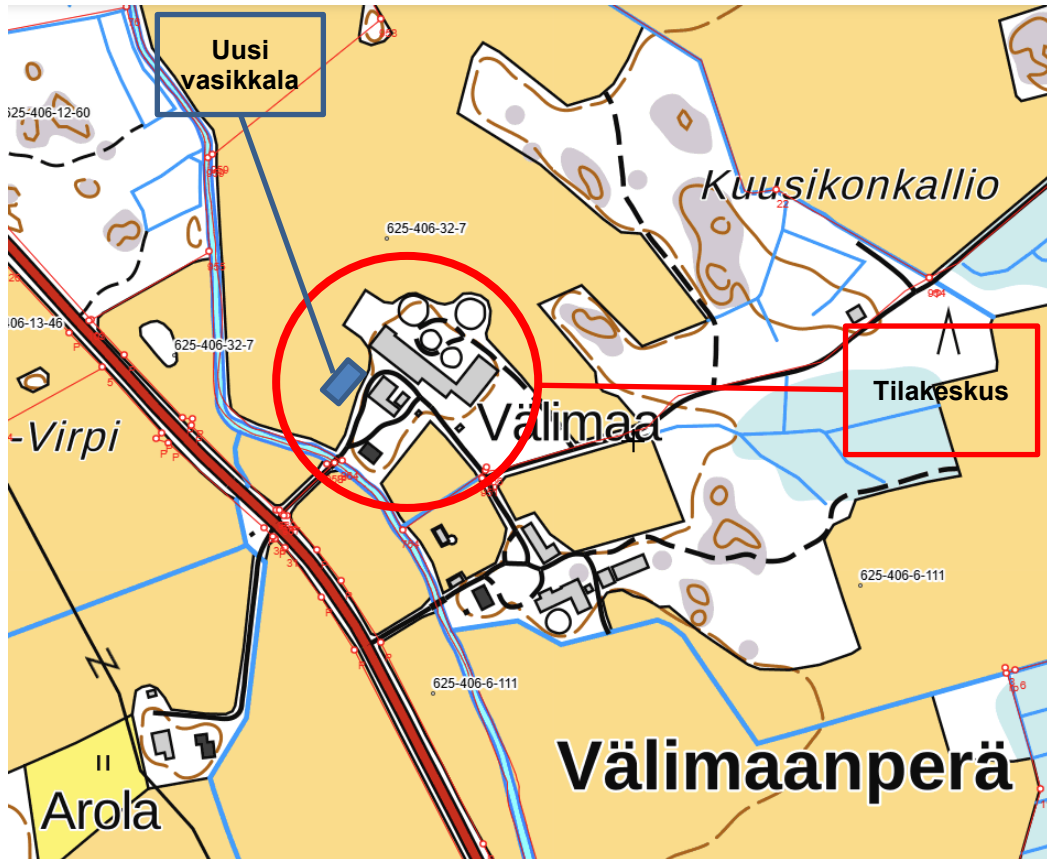 Uusi
vasikkala
625-406-12-60
Kuusikonkallio
22
625-406-32-7
406-13-46
625-406-32-7
Tilakeskus
-Virpi
Välimaa
625-406-6-111
625-406-6-111
Välimaanperä
Arola